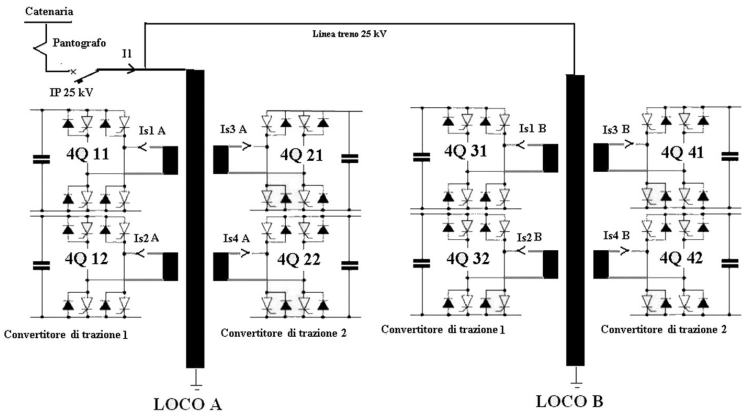 Catenaria
Pantografo
I1
Linea treno 25 kV
IP 25 kV
Is1 A
Is3 A
Is1 B
Is3 B
4Q 11
4Q 21
4Q 31
4Q 41
Is2 A
Is4 A
Is2 B
Is4 B
4Q 12
4Q 22
4Q 32
4Q 42
Convertitore di trazione 1
Convertitore di trazione 2
Convertitore di trazione 1
Convertitore di trazione 2
LOCO A
LOCO B